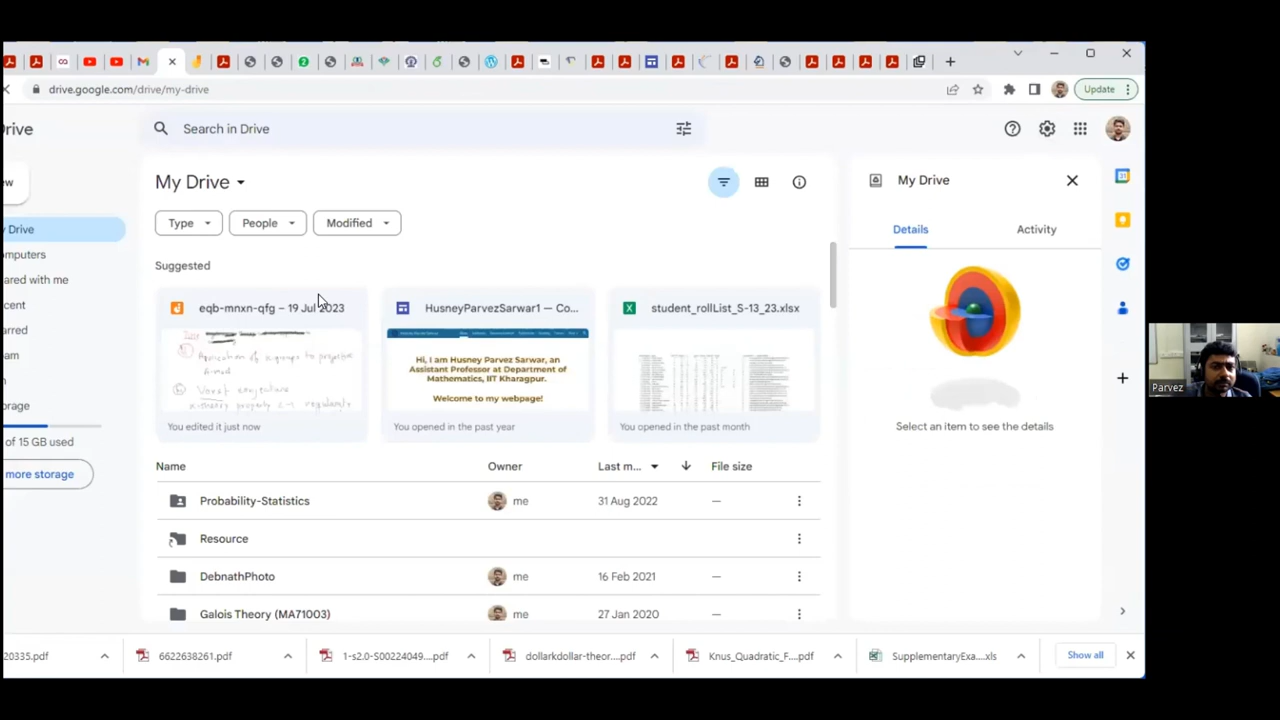 drive.google.com/drive/my-drive
Update
rive
Search in Drive
ew
My Drive
My Drive
Type
People
Modified
Details
Activity
y Drive
omputers
ared with me
cent
arred
am
n
orage
of 15 GB used
more storage
Suggested
eqb-mnxn-qfg – 19 Jul 2023
HusneyParvezSarwar1 — Co...
student_rollList_S-13_23.xlsx
Application of
Hi, I am Husney Parvez Sarwar, an
Assistant Professor at Department of
Mathematics, IIT Kharagpur.
Welcome to my webpage!
You edited it just now
You opened in the past year
You opened in the past month
Select an item to see the details
Parvez
Name
Owner
Last m...
File size
Probability-Statistics
me
31 Aug 2022
—
Resource
DebnathPhoto
me
16 Feb 2021
—
Galois Theory (MA71003)
me
27 Jan 2020
—
20335.pdf
6622638261.pdf
1-s2.0-S00224049....pdf
dollarkdollar-theor....pdf
Knus_Quadratic_F....pdf
SupplementaryExa....xls
Show all